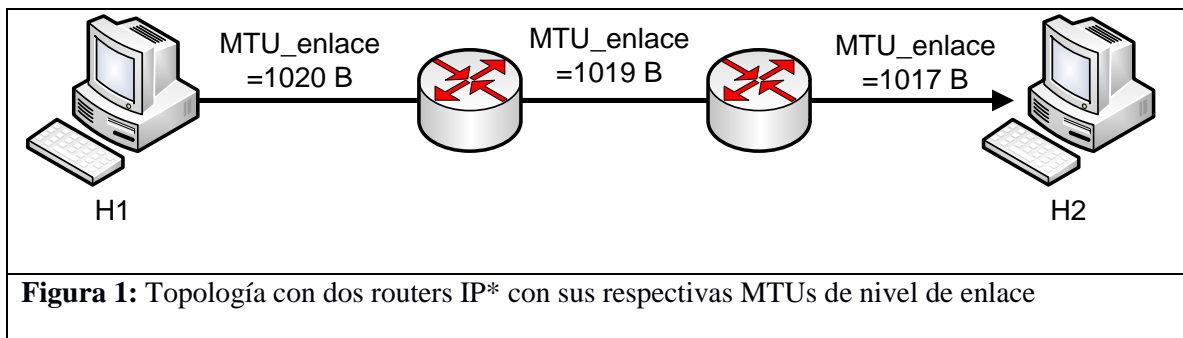 MTU_enlace
=1020 B
MTU_enlace
=1019 B
MTU_enlace
=1017 B
H1
H2
Figura 1: Topología con dos routers IP* con sus respectivas MTUs de nivel de enlace